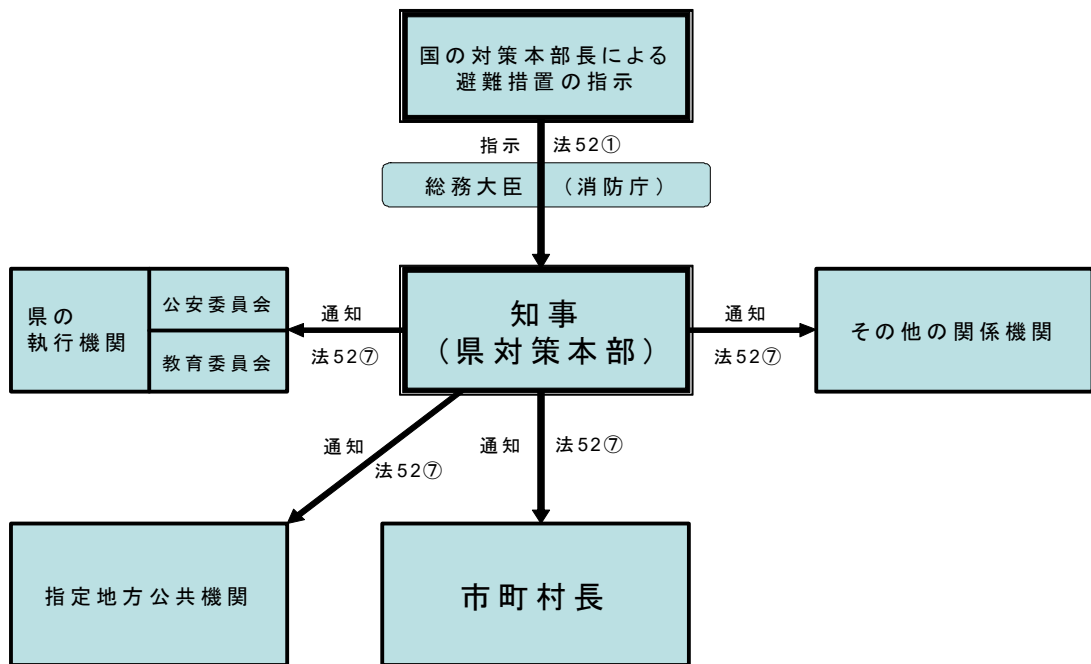 国の対策本部長による
避難措置の指示
指示 法52①
総務大臣 (消防庁)
県の
執行機関
公安委員会
教育委員会
通知
法52⑦
知事
(県対策本部)
通知
法52⑦
その他の関係機関
通知
法52⑦
通知 法52⑦
指定地方公共機関
市町村長